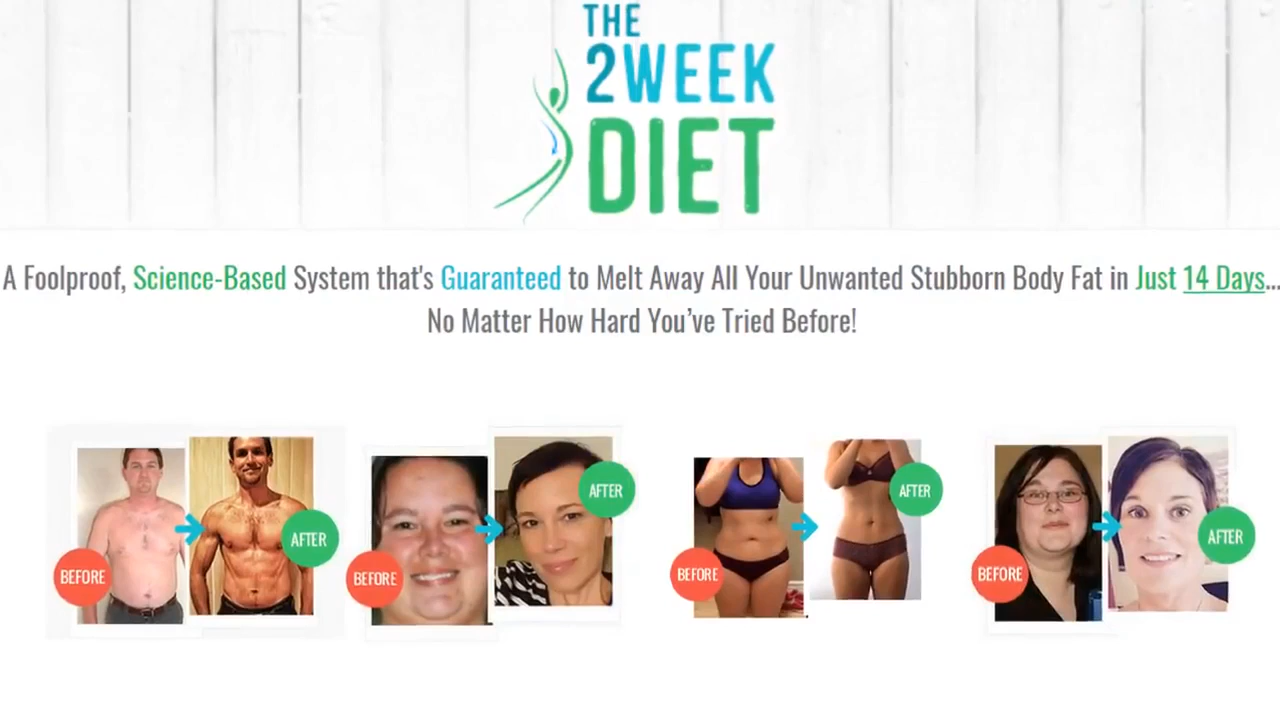 THE
2WEEK
DIET
A Foolproof, Science-Based System that's Guaranteed to Melt Away All Your Unwanted Stubborn Body Fat in Just 14 Days...
No Matter How Hard You’ve Tried Before!
BEFORE
AFTER
BEFORE
AFTER
BEFORE
AFTER
BEFORE
AFTER